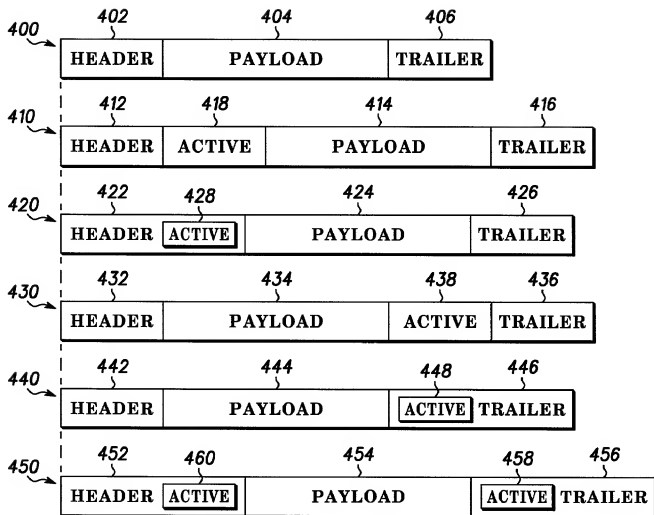 402 404 406
400
HEADER PAYLOAD TRAILER
412 418 414 416
410
HEADER ACTIVE PAYLOAD TRAILER
422 428 424 426
420
HEADER ACTIVE PAYLOAD TRAILER
432 434 438 436
430
HEADER PAYLOAD ACTIVE TRAILER
442 444 448 446
440
HEADER PAYLOAD ACTIVE TRAILER
452 460 454 458 456
450
HEADER ACTIVE PAYLOAD ACTIVE TRAILER